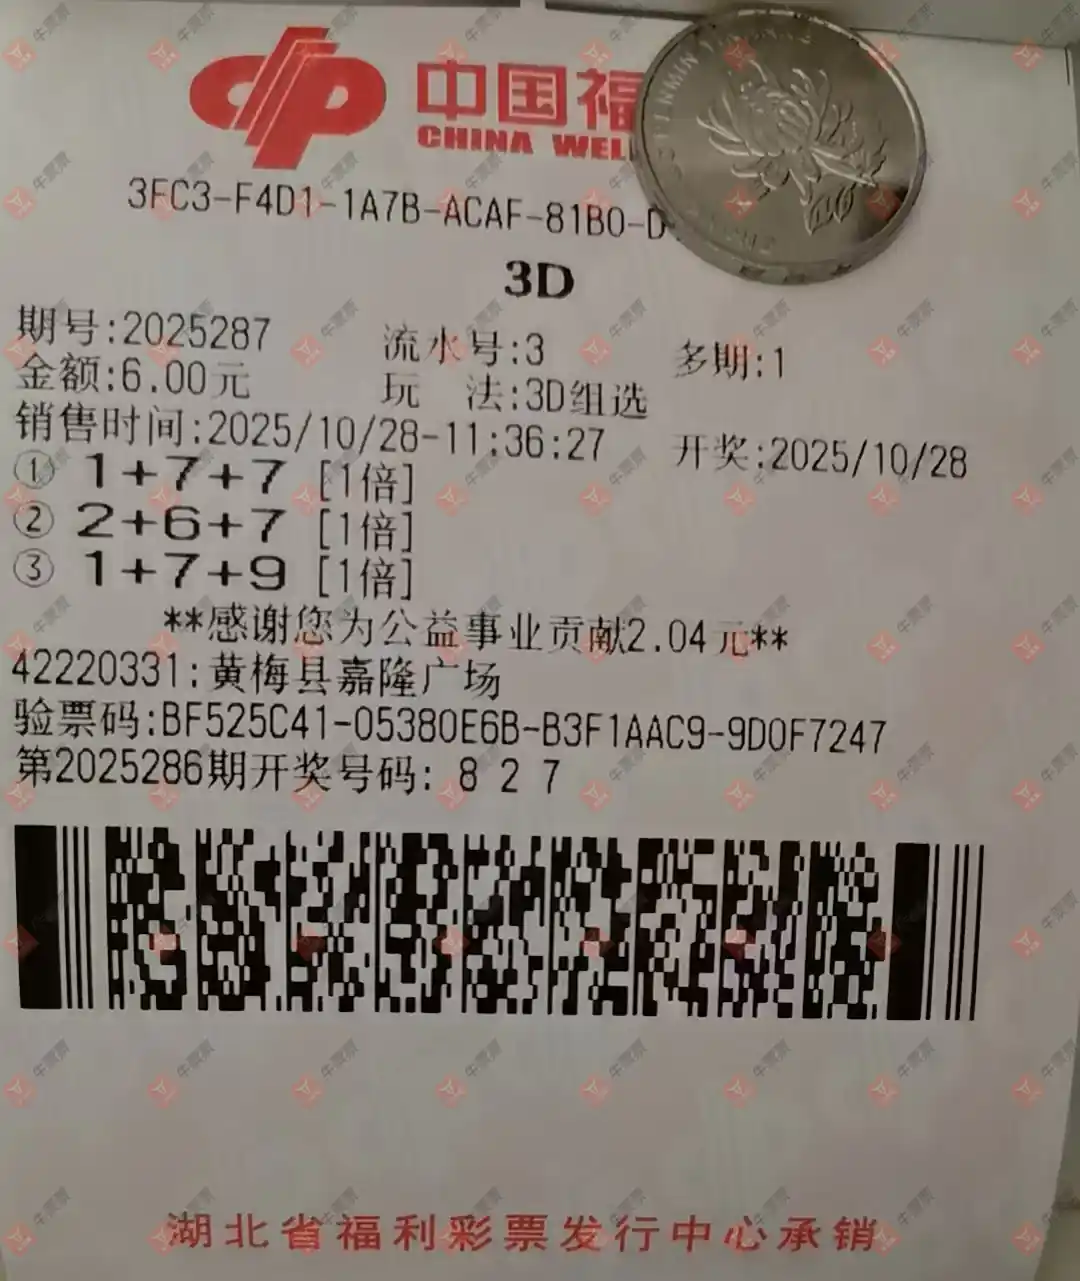 中国福
CHINA WEL
3FC3-F4D1-1A7B-ACAF-81B0-D
3D
期号:2025287 流水号:3 多期:1
金额:6.00元 玩 法:3D组选
销售时间:2025/10/28-11:36:27 开奖:2025/10/28
① 1+7+7 [1倍]
② 2+6+7 [1倍]
③ 1+7+9 [1倍]
**感谢您为公益事业贡献2.04元**
42220331:黄梅县嘉隆广场
验票码:BF525C41-05380E6B-B3F1AAC9-9D0F7247
第2025286期开奖号码: 8 2 7
湖北省福利彩票发行中心承销